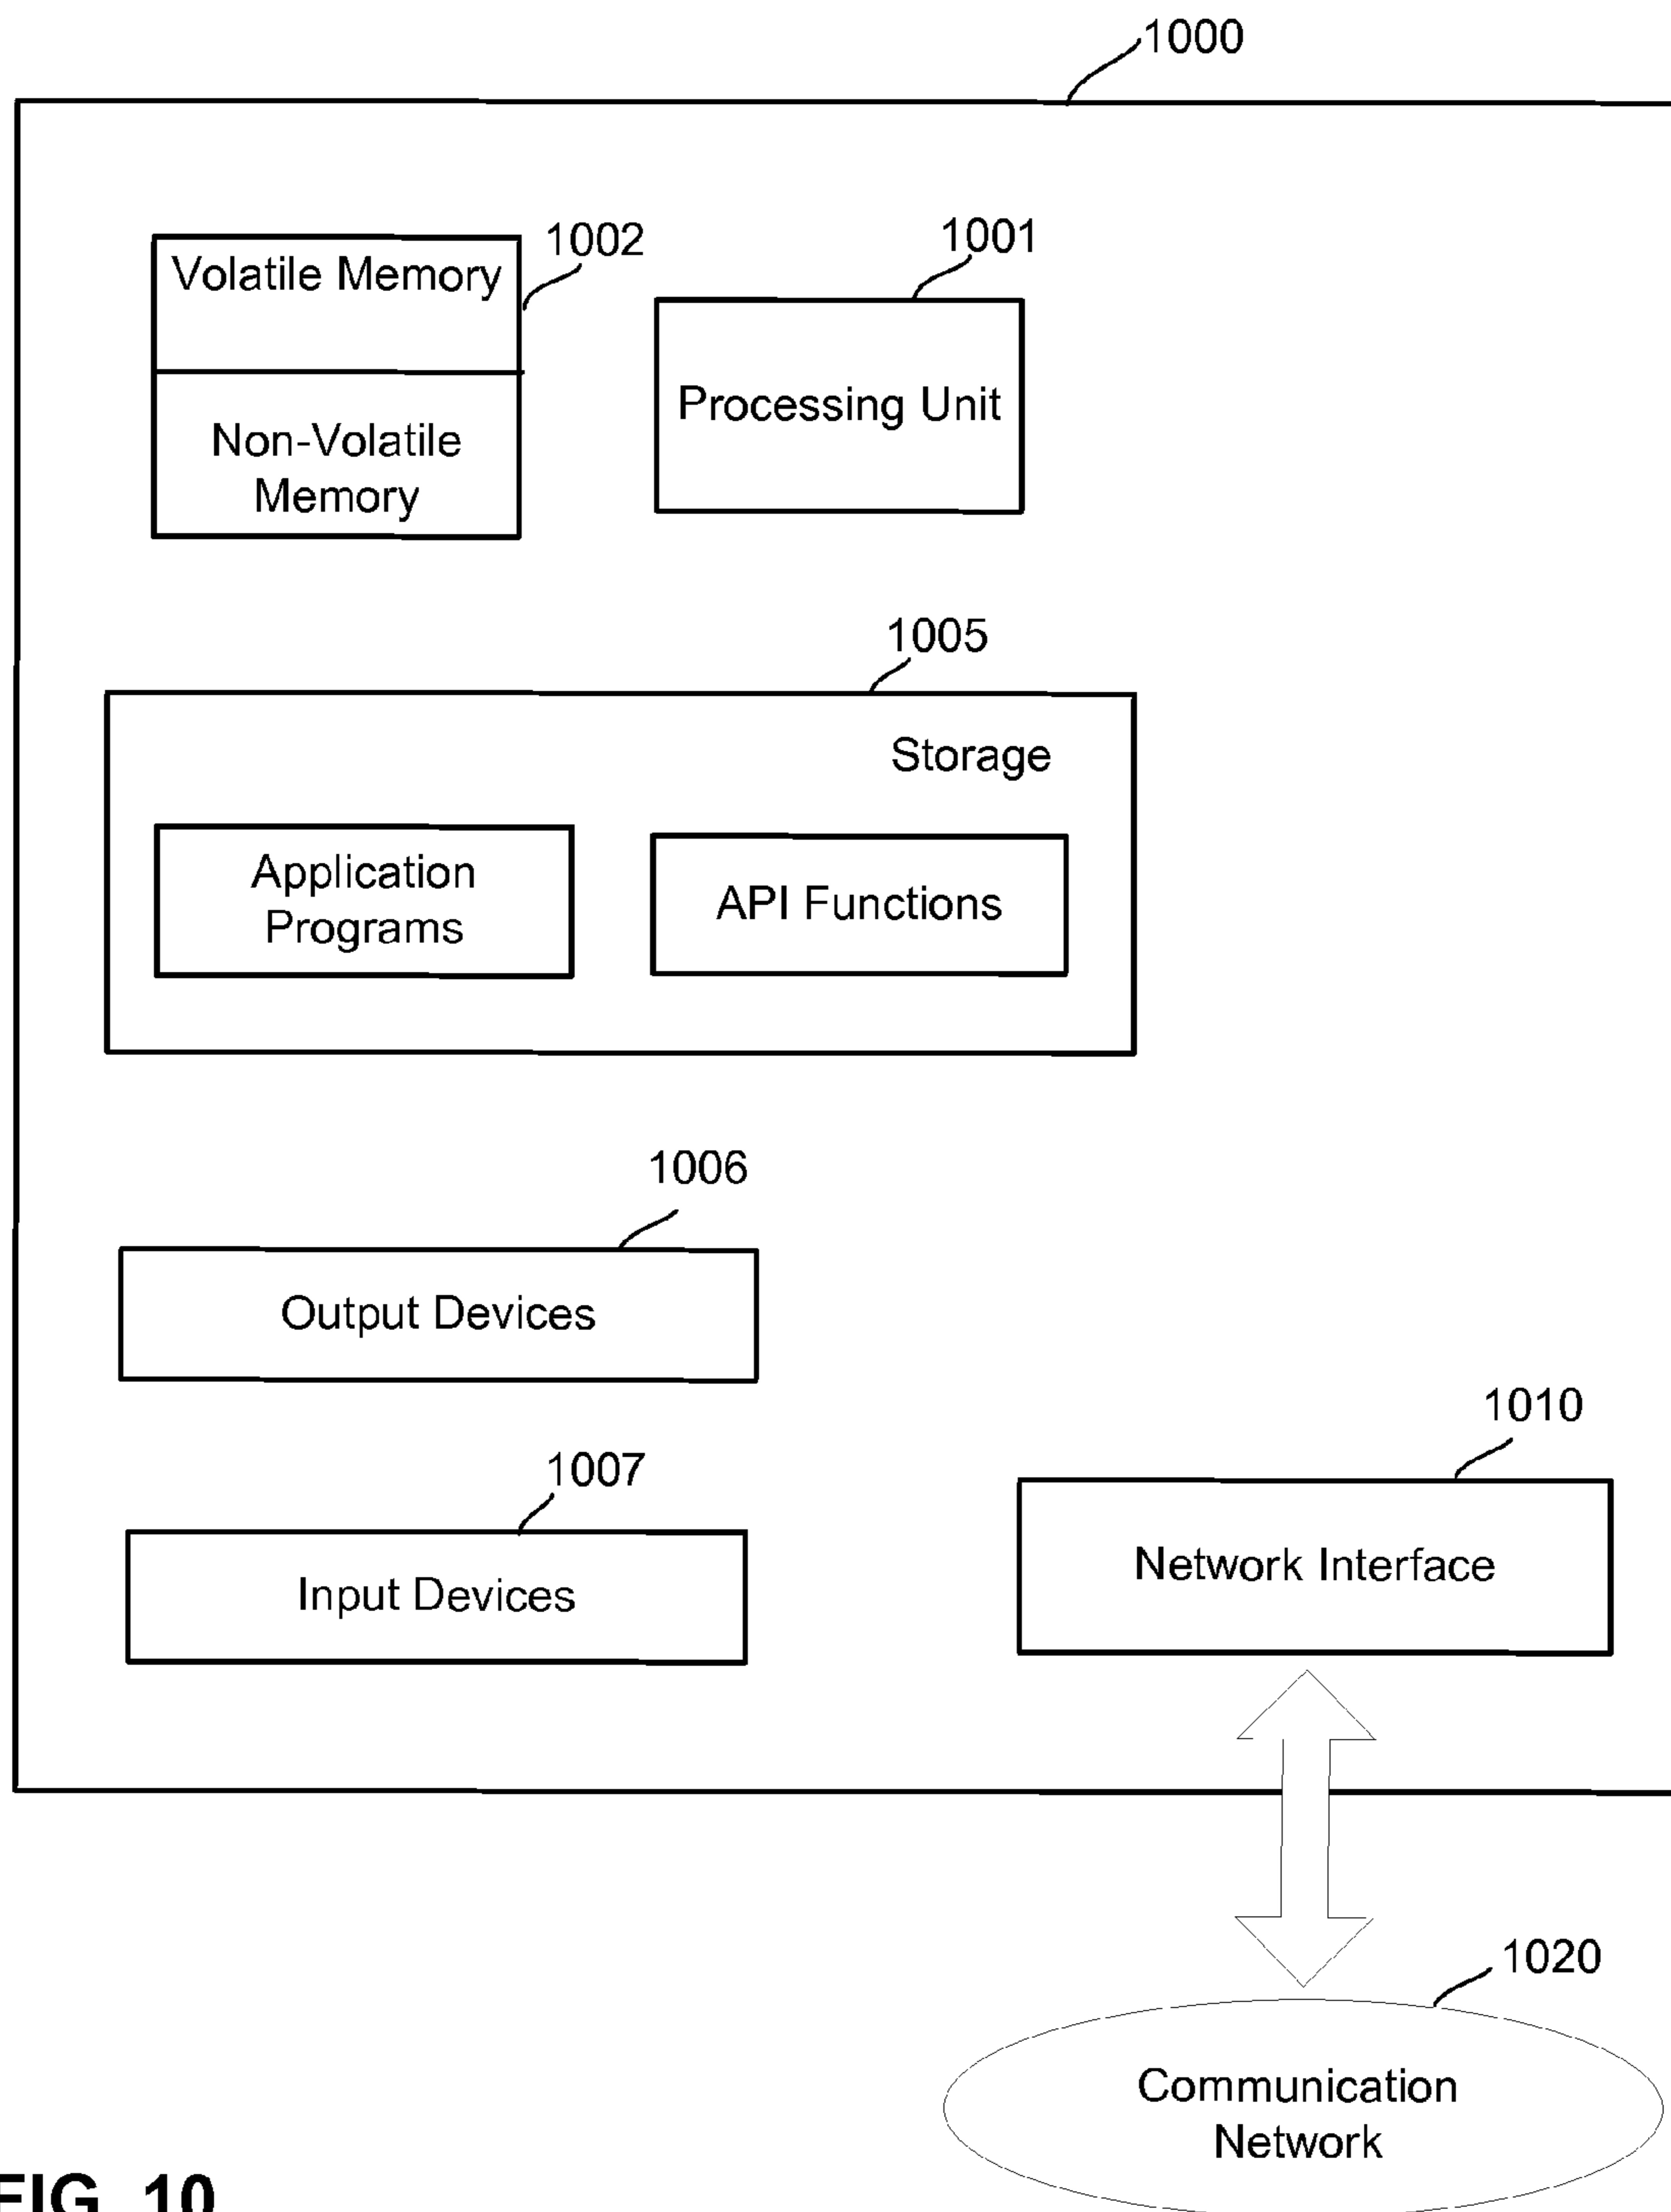 1000
1002
1001
Volatile Memory
Processing Unit
Non-Volatile
Memory
1005
Storage
Application
Programs
API Functions
1006
Output Devices
1010
1007
Network Interface
Input Devices
1020
Communication
Network
FIG. 10